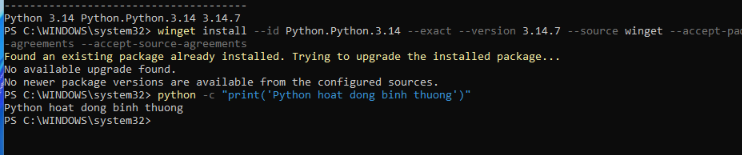 ----------------------------------------
Python 3.14 Python.Python.3.14 3.14.7
PS C:\WINDOWS\system32> winget install --id Python.Python.3.14 --exact --version 3.14.7 --source winget --accept-pac
-agreements --accept-source-agreements
Found an existing package already installed. Trying to upgrade the installed package...
No available upgrade found.
No newer package versions are available from the configured sources.
PS C:\WINDOWS\system32> python -c "print('Python hoat dong binh thuong')"
Python hoat dong binh thuong
PS C:\WINDOWS\system32>